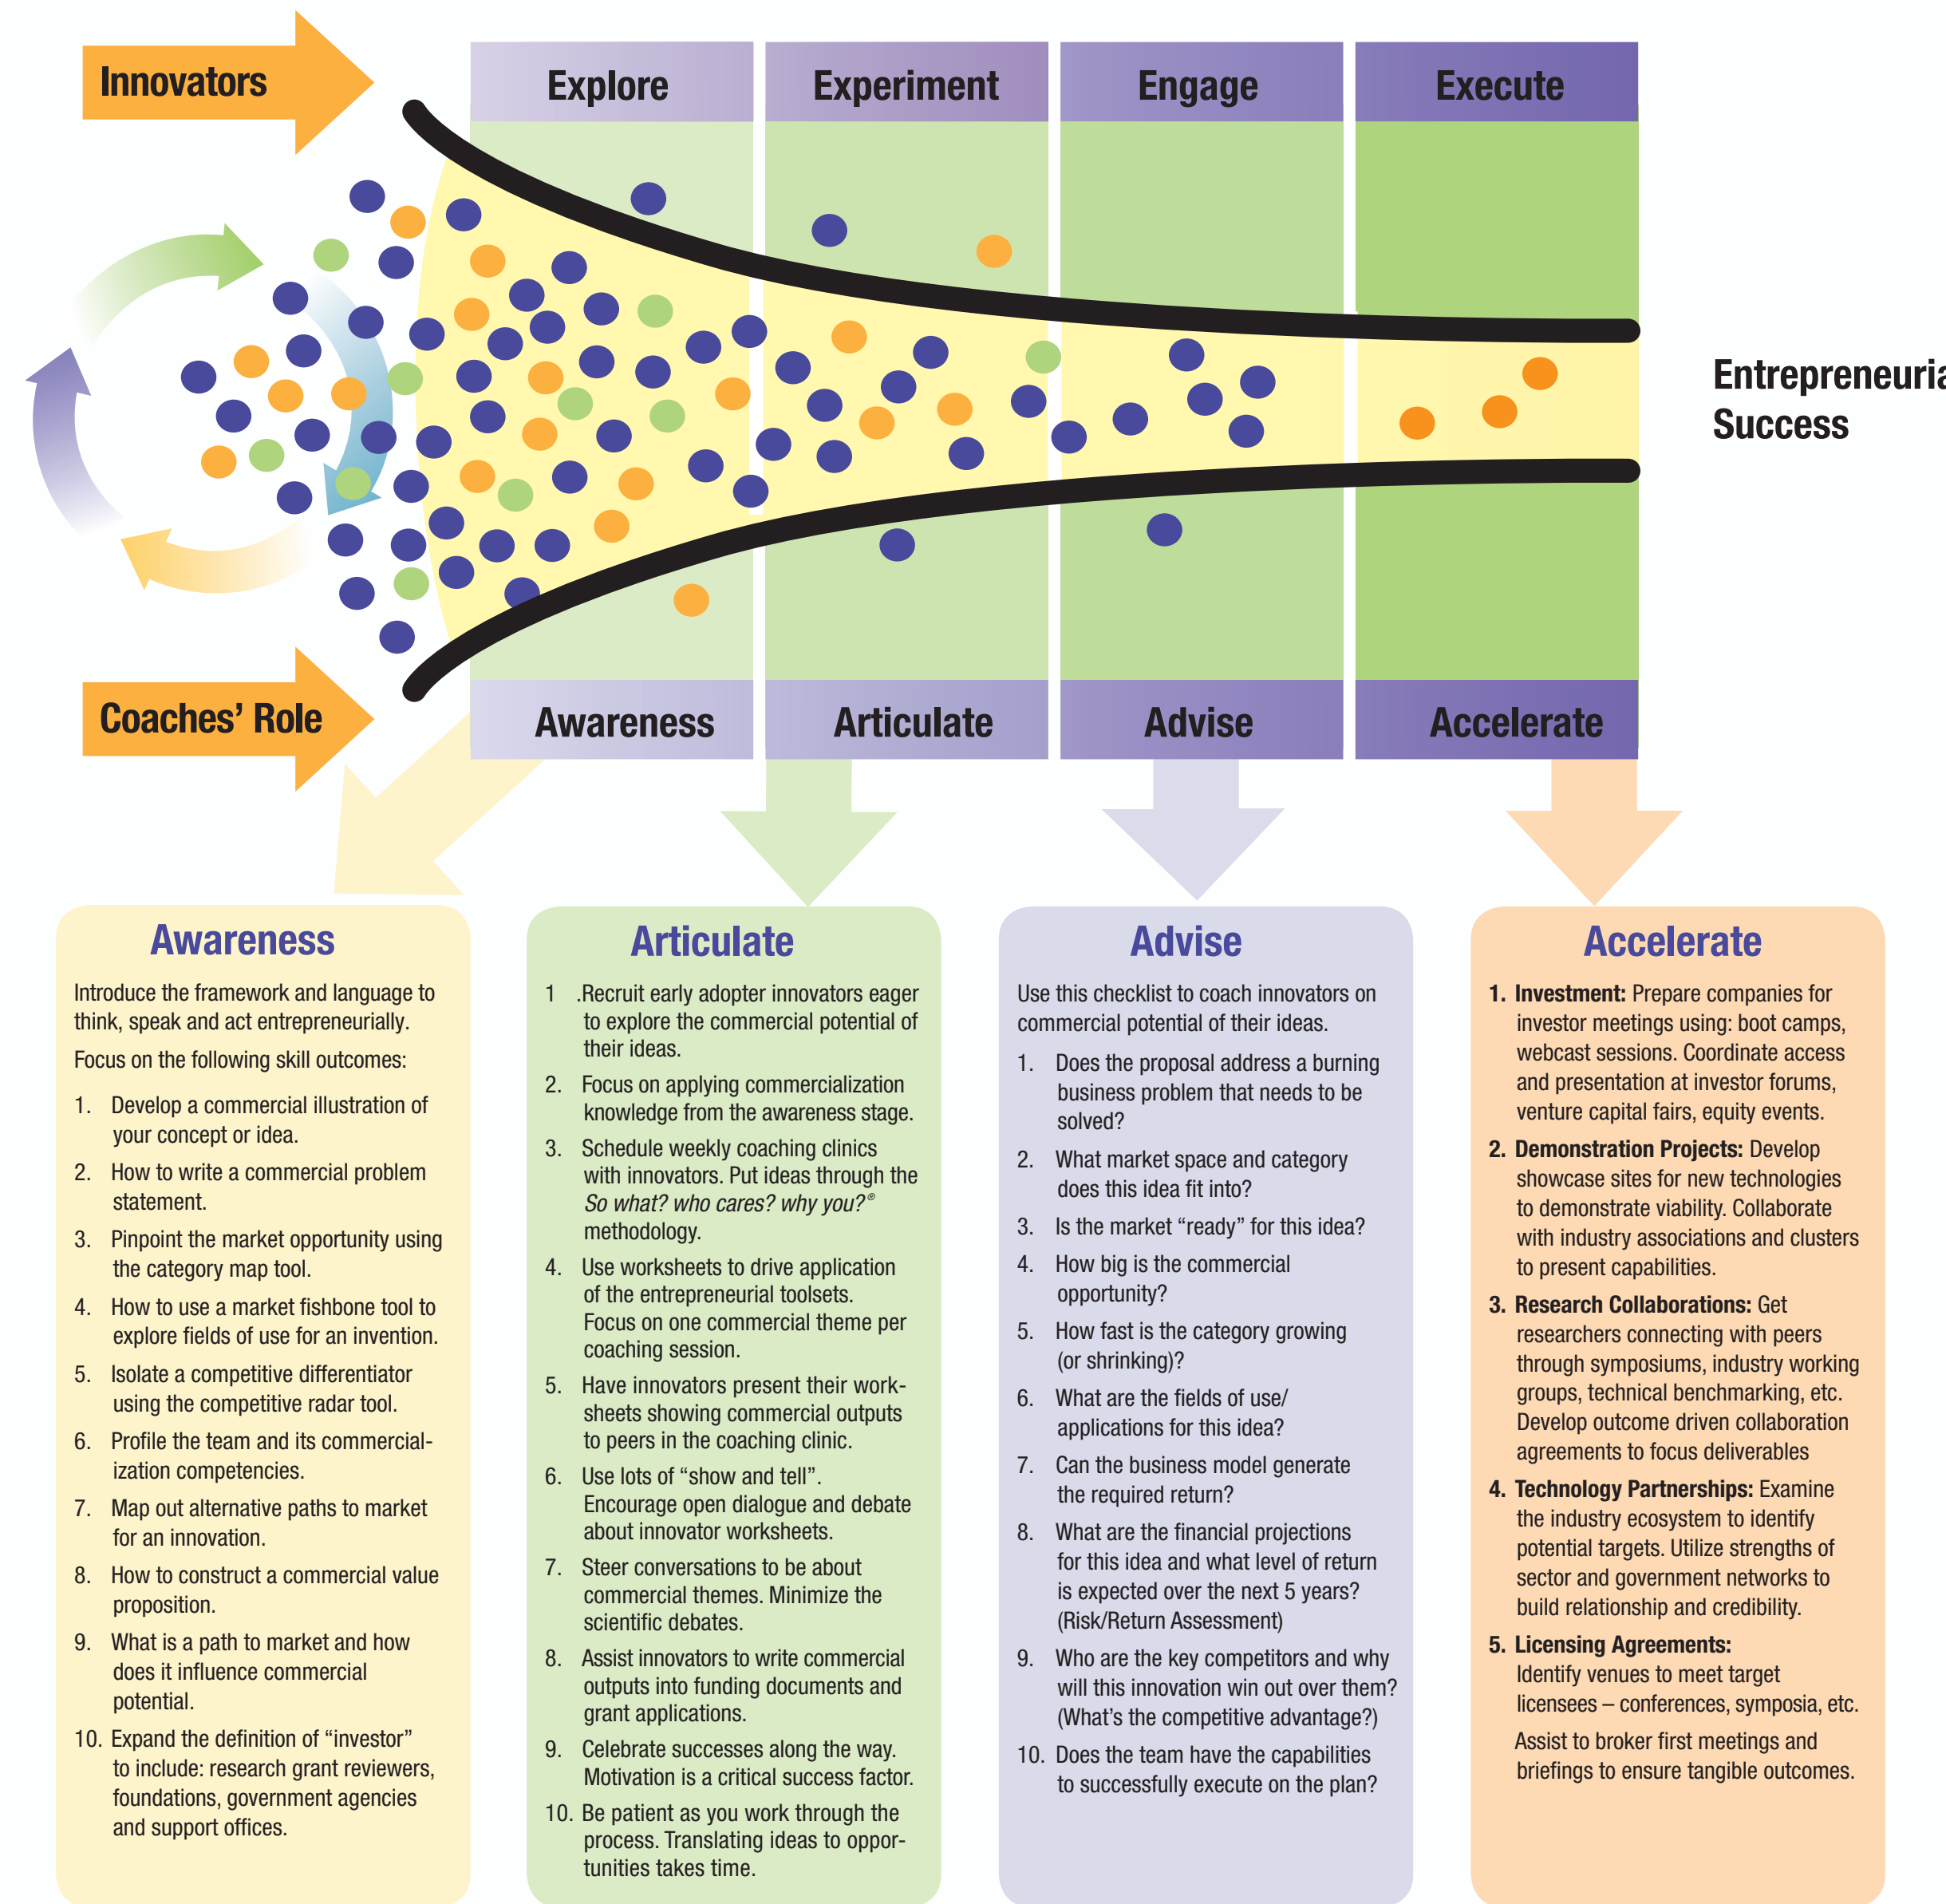 Innovators
Explore
Experiment
Engage
Execute
Entrepreneuria
Success
Coaches’ Role
Awareness
Articulate
Advise
Accelerate
Awareness
Introduce the framework and language to
think, speak and act entrepreneurially.
Focus on the following skill outcomes:
1. Develop a commercial illustration of
your concept or idea.
2. How to write a commercial problem
statement.
3. Pinpoint the market opportunity using
the category map tool.
4. How to use a market fishbone tool to
explore fields of use for an invention.
5. Isolate a competitive differentiator
using the competitive radar tool.
6. Profile the team and its commercial-
ization competencies.
7. Map out alternative paths to market
for an innovation.
8. How to construct a commercial value
proposition.
9. What is a path to market and how
does it influence commercial
potential.
10. Expand the definition of “investor”
to include: research grant reviewers,
foundations, government agencies
and support offices.
Articulate
1 .Recruit early adopter innovators eager
to explore the commercial potential of
their ideas.
2. Focus on applying commercialization
knowledge from the awareness stage.
3. Schedule weekly coaching clinics
with innovators. Put ideas through the
So what? who cares? why you?®
methodology.
4. Use worksheets to drive application
of the entrepreneurial toolsets.
Focus on one commercial theme per
coaching session.
5. Have innovators present their work-
sheets showing commercial outputs
to peers in the coaching clinic.
6. Use lots of “show and tell”.
Encourage open dialogue and debate
about innovator worksheets.
7. Steer conversations to be about
commercial themes. Minimize the
scientific debates.
8. Assist innovators to write commercial
outputs into funding documents and
grant applications.
9. Celebrate successes along the way.
Motivation is a critical success factor.
10. Be patient as you work through the
process. Translating ideas to oppor-
tunities takes time.
Advise
Use this checklist to coach innovators on
commercial potential of their ideas.
1. Does the proposal address a burning
business problem that needs to be
solved?
2. What market space and category
does this idea fit into?
3. Is the market “ready” for this idea?
4. How big is the commercial
opportunity?
5. How fast is the category growing
(or shrinking)?
6. What are the fields of use/
applications for this idea?
7. Can the business model generate
the required return?
8. What are the financial projections
for this idea and what level of return
is expected over the next 5 years?
(Risk/Return Assessment)
9. Who are the key competitors and why
will this innovation win out over them?
(What’s the competitive advantage?)
10. Does the team have the capabilities
to successfully execute on the plan?
Accelerate
1. Investment: Prepare companies for
investor meetings using: boot camps,
webcast sessions. Coordinate access
and presentation at investor forums,
venture capital fairs, equity events.
2. Demonstration Projects: Develop
showcase sites for new technologies
to demonstrate viability. Collaborate
with industry associations and clusters
to present capabilities.
3. Research Collaborations: Get
researchers connecting with peers
through symposiums, industry working
groups, technical benchmarking, etc.
Develop outcome driven collaboration
agreements to focus deliverables
4. Technology Partnerships: Examine
the industry ecosystem to identify
potential targets. Utilize strengths of
sector and government networks to
build relationship and credibility.
5. Licensing Agreements:
Identify venues to meet target
licensees – conferences, symposia, etc.
Assist to broker first meetings and
briefings to ensure tangible outcomes.